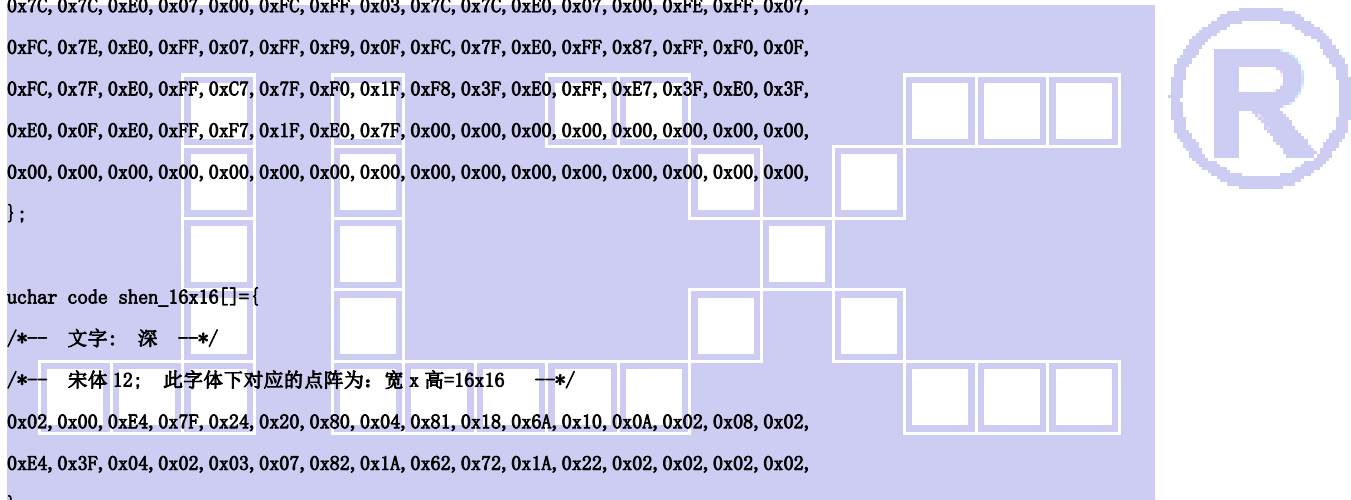 0x7C,0x7C,0xE0,0x07,0x00,0xFC,0xFF,0x03,0x7C,0x7C,0xE0,0x07,0x00,0xFE,0xFF,0x07,
0xFC,0x7E,0xE0,0xFF,0x07,0xFF,0xF9,0x0F,0xFC,0x7F,0xE0,0xFF,0x87,0xFF,0xF0,0x0F,
0xFC,0x7F,0xE0,0xFF,0xC7,0x7F,0xF0,0x1F,0xF8,0x3F,0xE0,0xFF,0xE7,0x3F,0xE0,0x3F,
0xE0,0x0F,0xE0,0xFF,0xF7,0x1F,0xE0,0x7F,0x00,0x00,0x00,0x00,0x00,0x00,0x00,0x00,
0x00,0x00,0x00,0x00,0x00,0x00,0x00,0x00,0x00,0x00,0x00,0x00,0x00,0x00,0x00,0x00,
};
uchar code shen_16x16[]={
/*--  文字:  深  --*/
/*--  宋体 12;  此字体下对应的点阵为: 宽 x 高=16x16   --*/
0x02,0x00,0xE4,0x7F,0x24,0x20,0x80,0x04,0x81,0x18,0x6A,0x10,0x0A,0x02,0x08,0x02,
0xE4,0x3F,0x04,0x02,0x03,0x07,0x82,0x1A,0x62,0x72,0x1A,0x22,0x02,0x02,0x02,0x02,
®